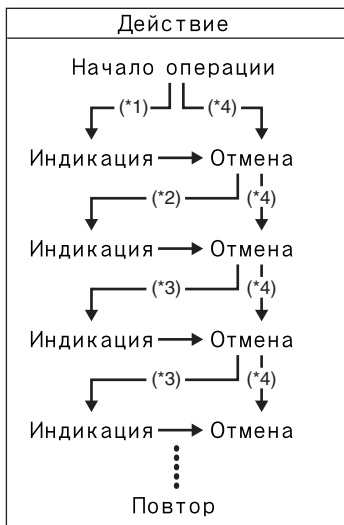 Действие
Начало операции
(*1) (*4)
Индикация Отмена
(*2) (*4)
Индикация Отмена
(*3) (*4)
Индикация Отмена
(*3) (*4)
Индикация Отмена
Повтор